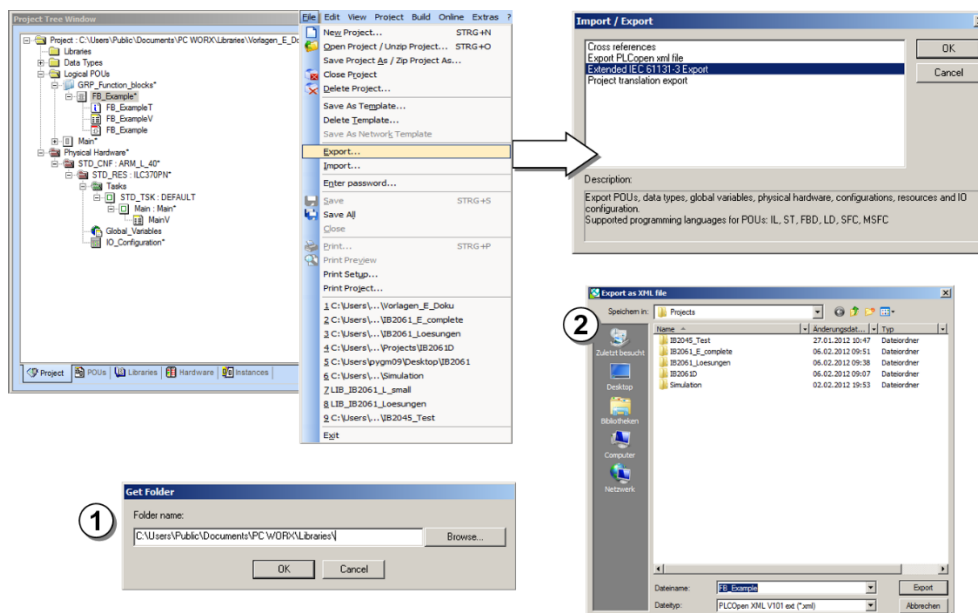 Project Tree Window
Project : C:\Users\Public\Documents\PC WORX\Libraries\Vorlagen_E_Do
Libraries
Data Types
Logical POUs
GRP_Function_blocks*
FB_Example*
FB_ExampleT
FB_ExampleV
FB_Example
Main*
Physical Hardware*
STD_CNF : ARM_L_40*
STD_RES : ILC370PN*
Tasks
STD_TSK : DEFAULT
Main : Main*
MainV
Global_Variables
IO_Configuration*
Project POUs Libraries Hardware Instances
File Edit View Project Build Online Extras ?
New Project... STRG+N
Open Project / Unzip Project... STRG+O
Save Project As / Zip Project As...
Close Project
Delete Project...
Save As Template...
Delete Template...
Save As Network Template
Export...
Import...
Enter password...
Save STRG+S
Save All
Close
Print... STRG+P
Print Preview
Print Setup...
Print Project...
1 C:\Users\...\Vorlagen_E_Doku
2 C:\Users\...\IB2061_E_complete
3 C:\Users\...\IB2061_Loesungen
4 C:\Users\...\Projects\IB2061D
5 C:\Users\pygm09\Desktop\IB2061
6 C:\Users\...\Simulation
7 LIB_IB2061_L_small
8 LIB_IB2061_Loesungen
9 C:\Users\...\IB2045_Test
Exit
Import / Export
Cross references
Export PLCopen xml file
Extended IEC 61131-3 Export
Project translation export
OK
Cancel
Description:
Export POUs, data types, global variables, physical hardware, configurations, resources and IO
configuration.
Supported programming languages for POUs: IL, ST, FBD, LD, SFC, MSFC
1
Get Folder
Folder name:
C:\Users\Public\Documents\PC WORX\Libraries\
Browse...
OK Cancel
2
Export as XML file
Speichern in: Projects
Name Änderungsdat... Typ
IB2045_Test 27.01.2012 10:47 Dateiordner
IB2061_E_complete 06.02.2012 09:51 Dateiordner
IB2061_Loesungen 06.02.2012 09:38 Dateiordner
IB2061D 06.02.2012 09:07 Dateiordner
Simulation 02.02.2012 19:53 Dateiordner
Zuletzt besucht
Desktop
Bibliotheken
Computer
Netzwerk
Dateiname: FB_Example Export
Dateityp: PLCOpen XML V101 ext (*.xml) Abbrechen